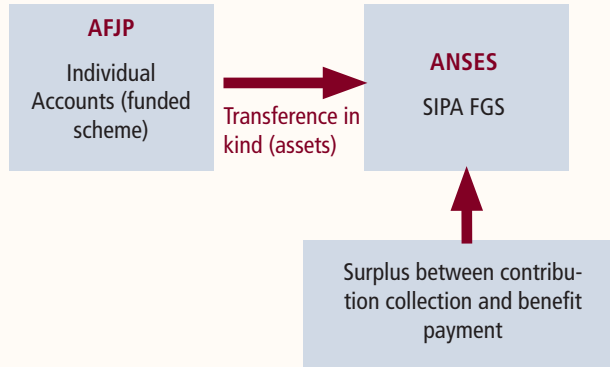 AFJP
Individual
Accounts (funded
scheme)
Transference in
kind (assets)
ANSES
SIPA FGS
Surplus between contribu-
tion collection and benefit
payment